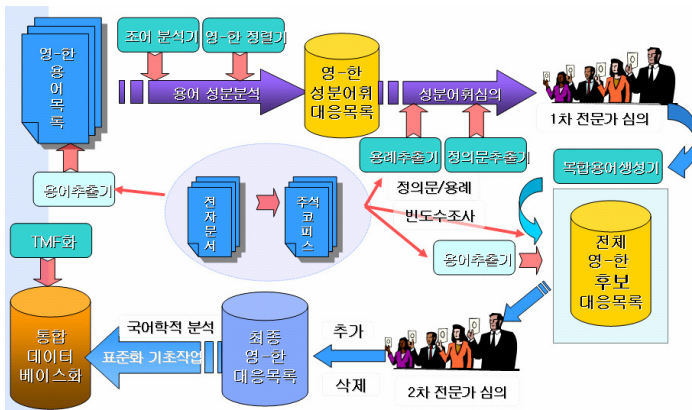 조어 분석기
영-한 정렬기
영-한
용어
목록
용어 성분분석
영-한
성분어휘
대응목록
성분어휘심의
1차 전문가 심의
용례추출기
정의문추출기
복합용어생성기
용어추출기
전자문서
주석코퍼스
정의문/용례
빈도수조사
용어추출기
전체
영-한
후보
대응목록
TMF화
통합
데이터
베이스화
국어학적 분석
표준화 기초작업
최종
영-한
대응목록
추가
삭제
2차 전문가 심의